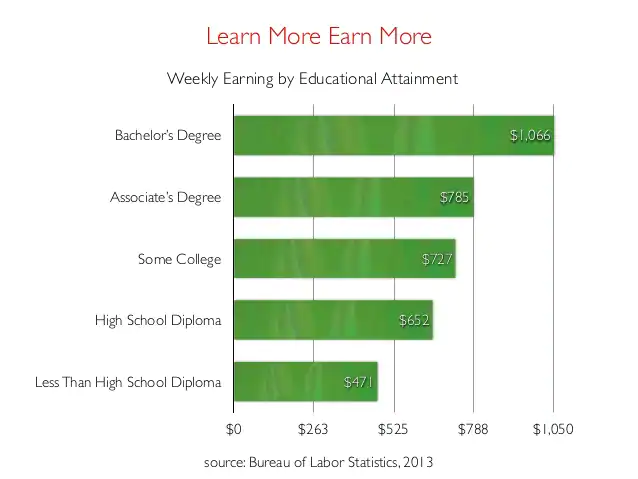 Learn More Earn More
Weekly Earning by Educational Attainment
Bachelor's Degree $1,066
Associate's Degree $785
Some College $727
High School Diploma $652
Less Than High School Diploma $471
$0 $263 $525 $788 $1,050
source: Bureau of Labor Statistics, 2013